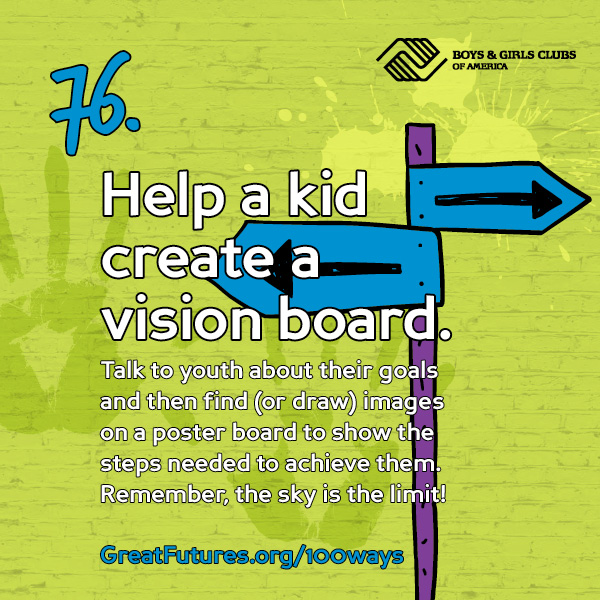 76.
BOYS & GIRLS CLUBS
OF AMERICA
Help a kid
create a
vision board.
Talk to youth about their goals
and then find (or draw) images
on a poster board to show the
steps needed to achieve them.
Remember, the sky is the limit!
GreatFutures.org/100ways